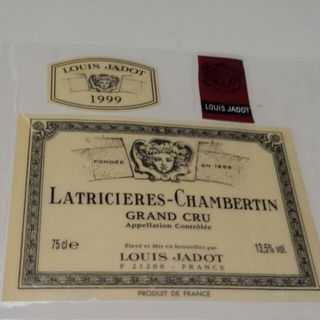 LOUIS JADOT
1999
LOUIS JADOT
FONDÉE EN 1859
LATRICIERES-CHAMBERTIN
GRAND CRU
Appellation Contrôlée
75 cl e
Elevé et Mis en bouteilles par
13,5% vol.
LOUIS JADOT
F 21200 - FRANCE
PRODUIT DE FRANCE